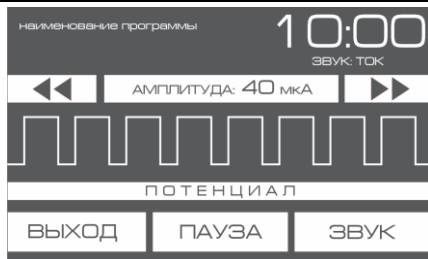 наименование программы
10:00
ЗВУК: ТОК
АМПЛИТУДА: 40 мкА
ПОТЕНЦИАЛ
ВЫХОД ПАУЗА ЗВУК